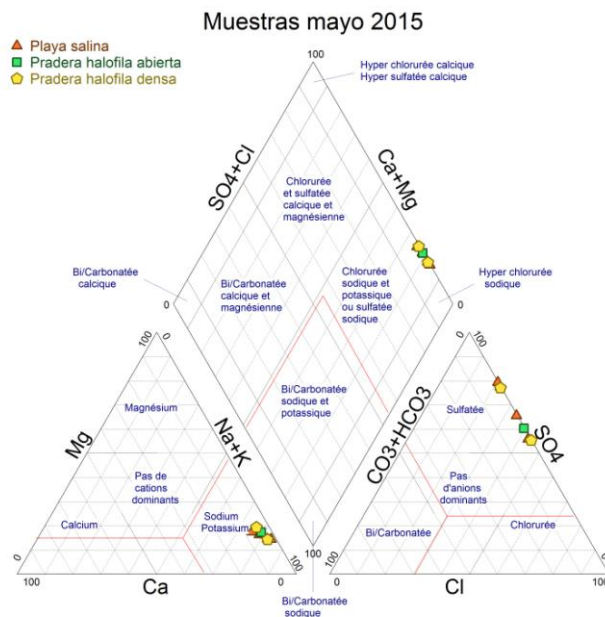 Muestras mayo 2015
Playa salina
Pradera halofila abierta
Pradera halofila densa
100
Hyper chlorurée calcique
Hyper sulfatée calcique
SO4+Cl
Ca+Mg
Chlorurée
et sulfatée
calcique et
magnésienne
Bi/Carbonatée
calcique
Bi/Carbonatée
calcique et
magnésienne
Chlorurée
sodique et
potassique
ou sulfatée
sodique
Hyper chlorurée
sodique
0
0
100
0
0
100
Bi/Carbonatée
sodique et
potassique
Magnésium
Mg
Na+K
CO3+HCO3
Sulfatée
SO4
Pas de
cations
dominants
Pas
d'anions
dominants
Calcium
Sodium
Potassium
Bi/Carbonatée
Chlorurée
0
100
100
0
100
0
0
100
0
100
Ca
Cl
Bi/Carbonatée
sodique